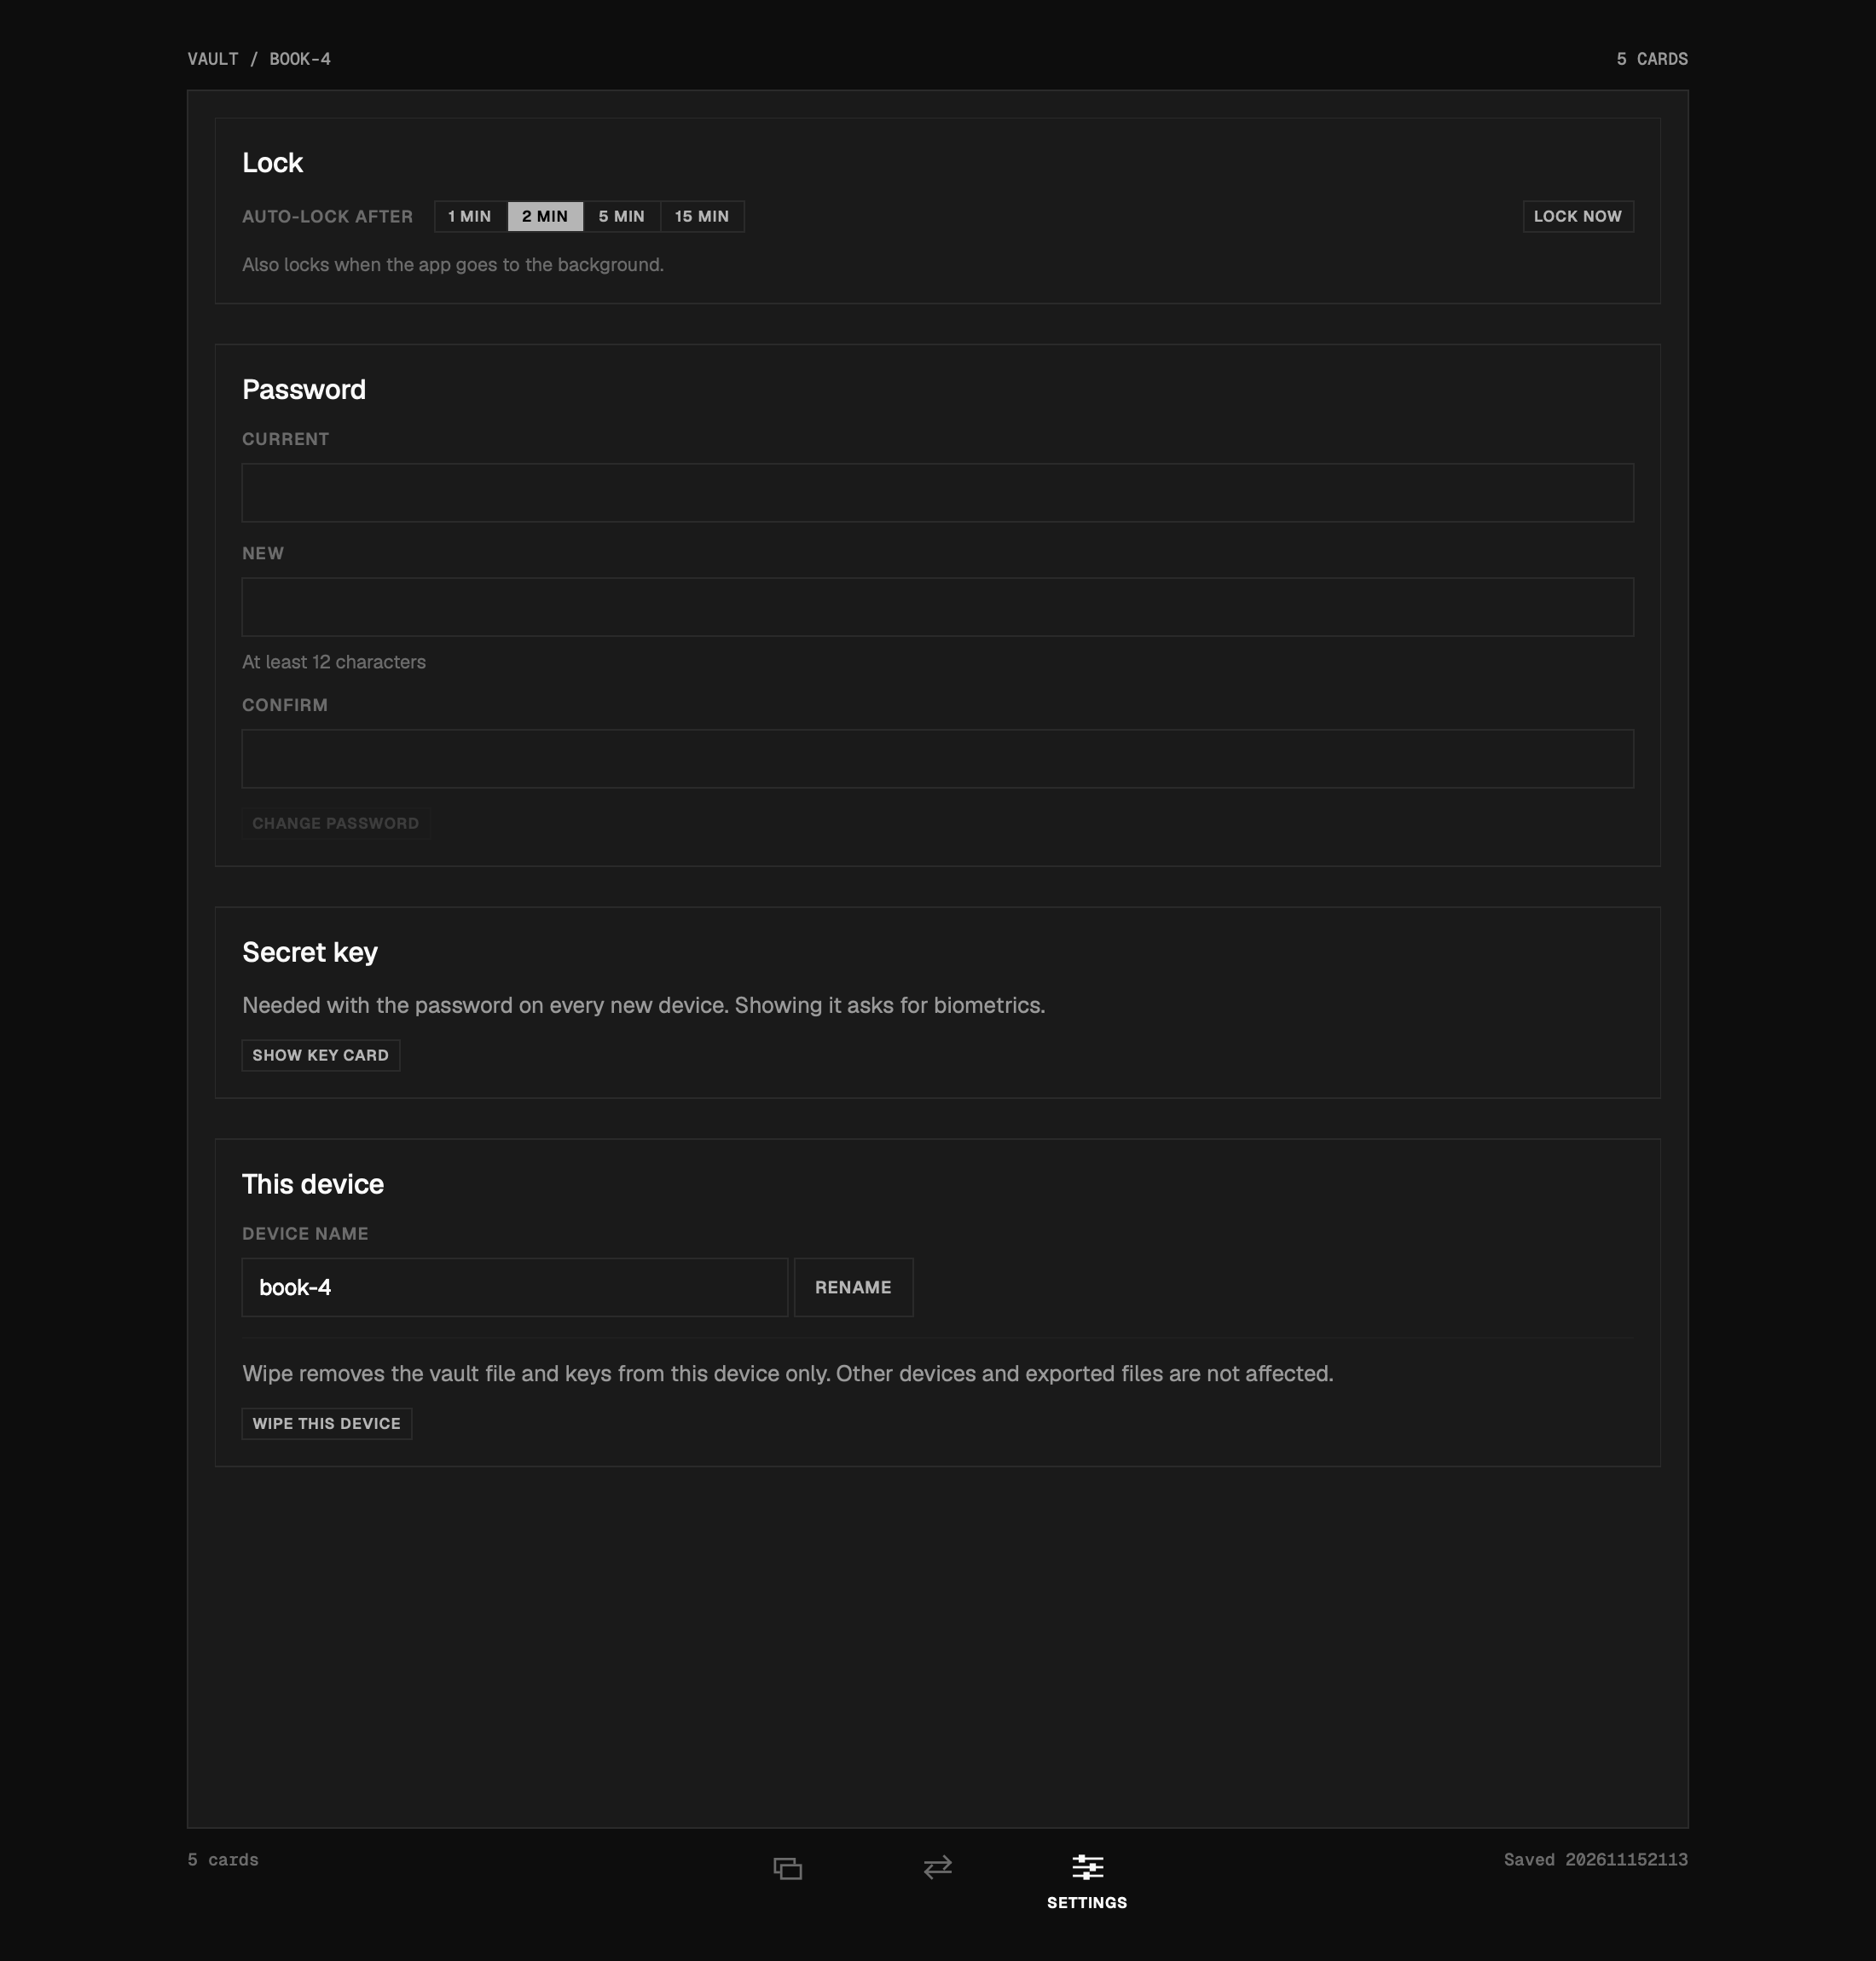 VAULT / BOOK-4
5 CARDS
Lock
AUTO-LOCK AFTER 1 MIN 2 MIN 5 MIN 15 MIN LOCK NOW
Also locks when the app goes to the background.
Password
CURRENT
NEW
At least 12 characters
CONFIRM
CHANGE PASSWORD
Secret key
Needed with the password on every new device. Showing it asks for biometrics.
SHOW KEY CARD
This device
DEVICE NAME
book-4 RENAME
Wipe removes the vault file and keys from this device only. Other devices and exported files are not affected.
WIPE THIS DEVICE
5 cards
Saved 202611152113
SETTINGS